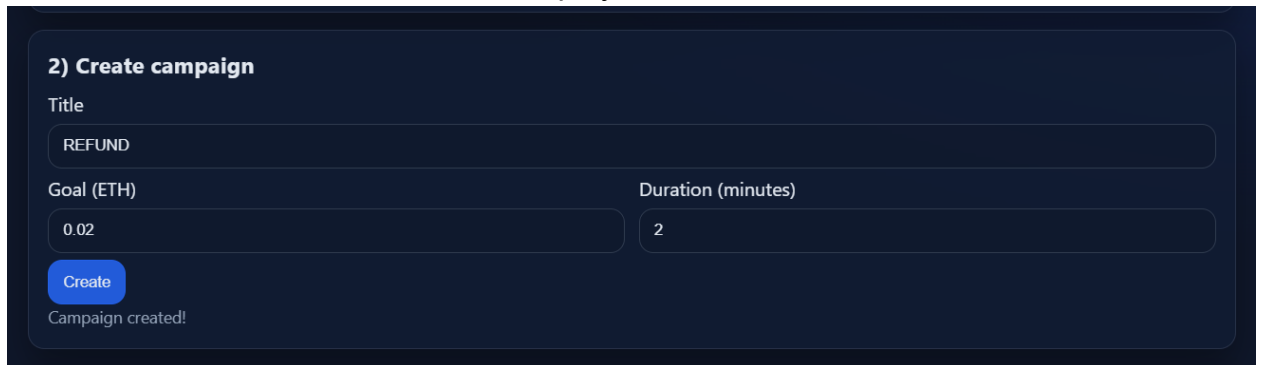 2) Create campaign
Title
REFUND
Goal (ETH) Duration (minutes)
0.02 2
Create
Campaign created!